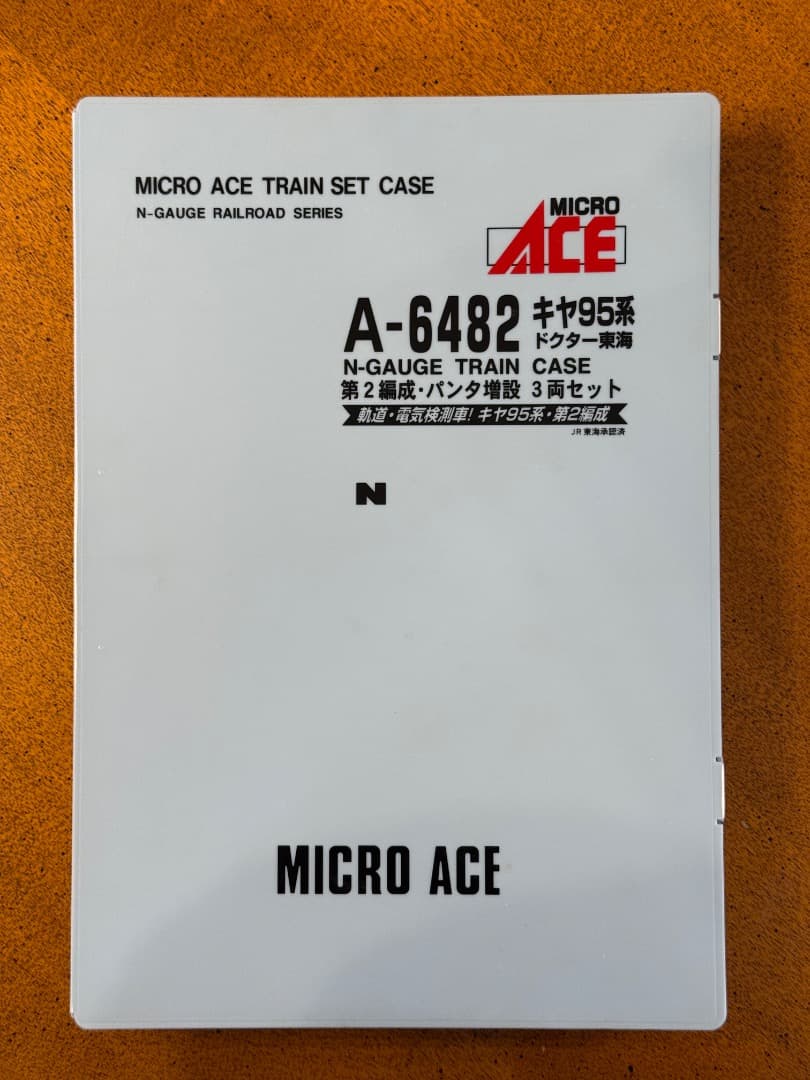 MICRO ACE TRAIN SET CASE
N-GAUGE RAILROAD SERIES
MICRO
ACE
A-6482 キヤ95系
ドクター東海
N-GAUGE TRAIN CASE
第2編成・パンタ増設 3両セット
軌道・電気検測車!キヤ95系・第2編成
JR東海承認済
N
MICRO ACE